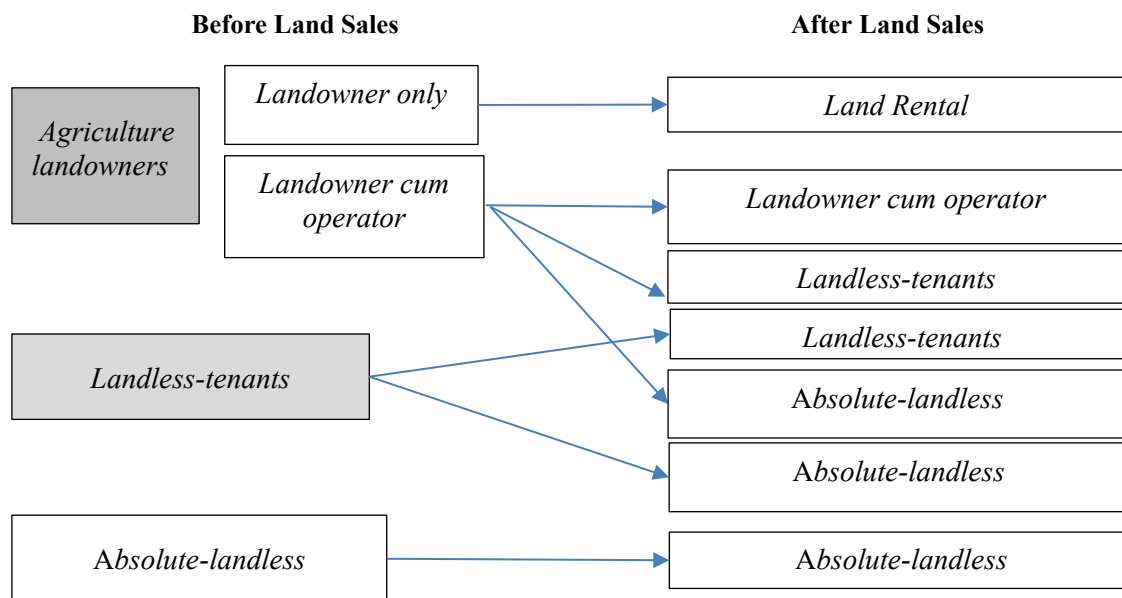 Before Land Sales
After Land Sales
Agriculture
landowners
Landowner only
Land Rental
Landowner cum
operator
Landowner cum operator
Landless-tenants
Landless-tenants
Landless-tenants
Absolute-landless
Absolute-landless
Absolute-landless
Absolute-landless